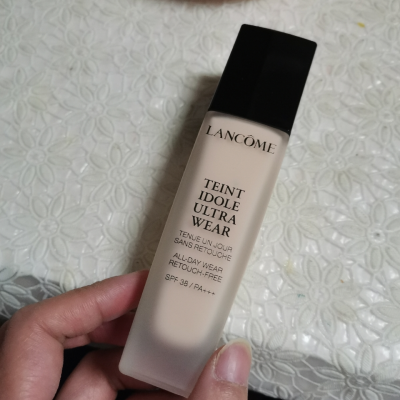 LANCÔME
TEINT
IDOLE
ULTRA
WEAR
TENUE UN JOUR
SANS RETOUCHE
ALL-DAY WEAR
RETOUCH-FREE
SPF 38 / PA+++